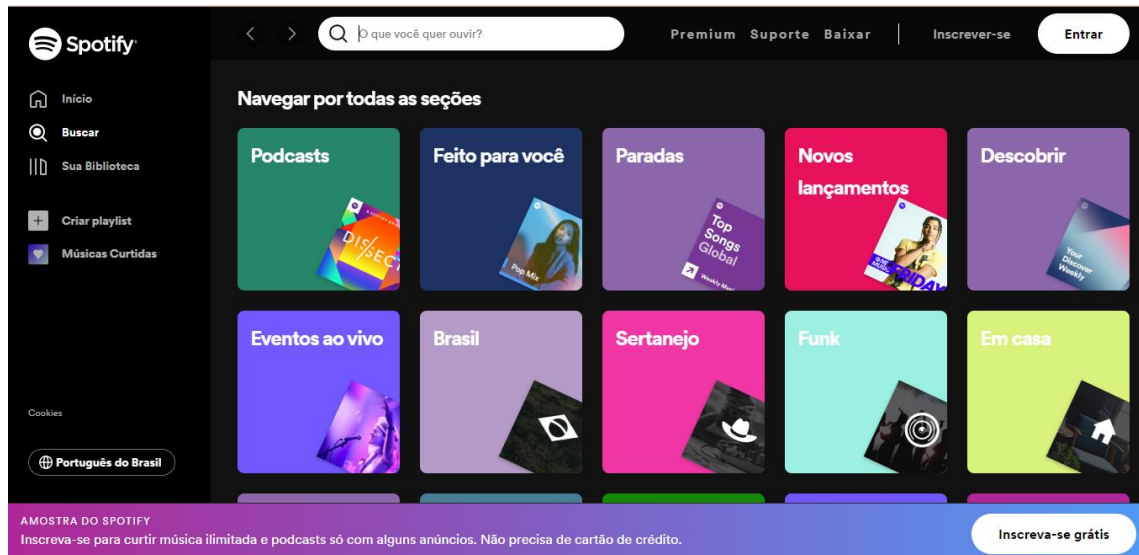 Spotify
Início
Buscar
Sua Biblioteca
Criar playlist
Músicas Curtidas
Cookies
Português do Brasil
O que você quer ouvir?
Premium Suporte Baixar
Inscrever-se
Entrar
Navegar por todas as seções
Podcasts
DISSECT
Feito para você
Pop Mix
Paradas
Top
Songs
Global
Novos
lançamentos
FRIDAY
Descobrir
Your
Discover
Weekly
Eventos ao vivo
Brasil
Sertanejo
Funk
Em casa
AMOSTRA DO SPOTIFY
Inscreva-se para curtir música ilimitada e podcasts só com alguns anúncios. Não precisa de cartão de crédito.
Inscreva-se grátis